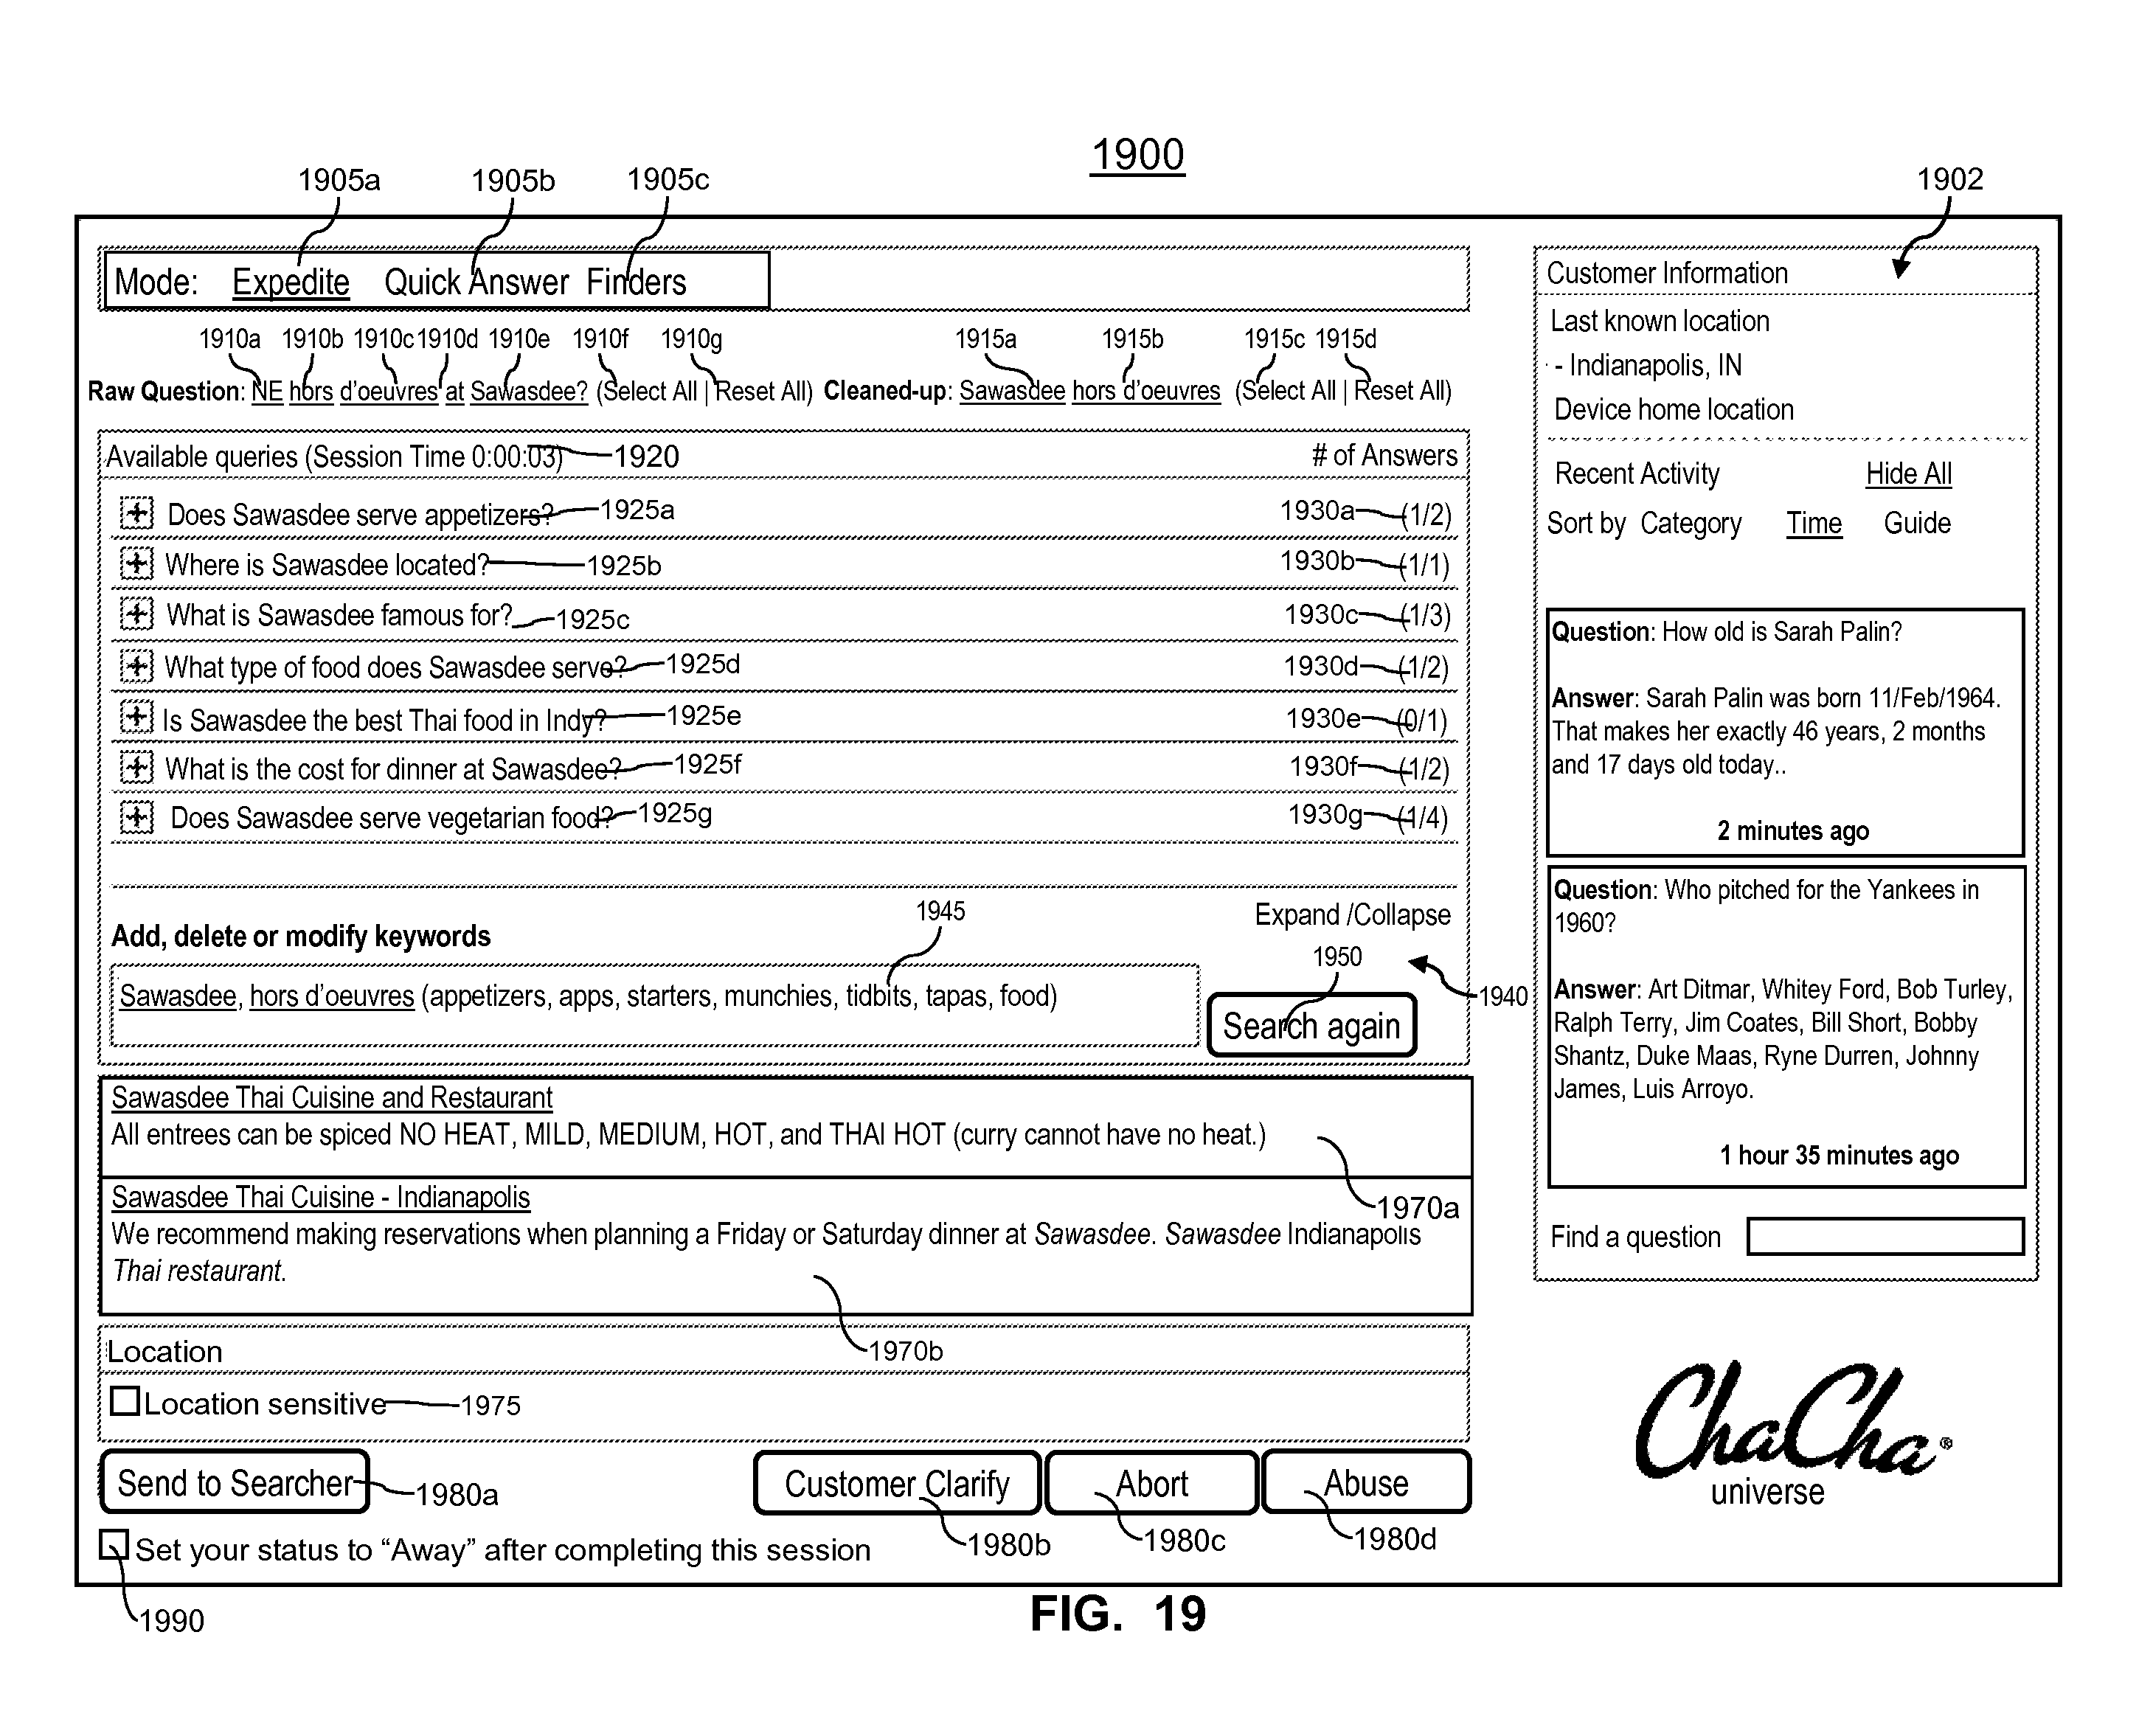 1900
1905a 1905b 1905c 1902
Mode: Expedite Quick Answer Finders
1910a 1910b 1910c 1910d 1910e 1910f 1910g 1915a 1915b 1915c 1915d
Raw Question: NE hors d'oeuvres at Sawasdee? (Select All | Reset All) Cleaned-up: Sawasdee hors d'oeuvres (Select All | Reset All)
Available queries (Session Time 0:00:03) 1920 # of Answers
Does Sawasdee serve appetizers? 1925a 1930a (1/2)
Where is Sawasdee located? 1925b 1930b (1/1)
What is Sawasdee famous for? 1925c 1930c (1/3)
What type of food does Sawasdee serve? 1925d 1930d (1/2)
Is Sawasdee the best Thai food in Indy? 1925e 1930e (0/1)
What is the cost for dinner at Sawasdee? 1925f 1930f (1/2)
Does Sawasdee serve vegetarian food? 1925g 1930g (1/4)
1945 Expand /Collapse
Add, delete or modify keywords
1950
1940
Sawasdee, hors d'oeuvres (appetizers, apps, starters, munchies, tidbits, tapas, food)
Search again
Sawasdee Thai Cuisine and Restaurant
All entrees can be spiced NO HEAT, MILD, MEDIUM, HOT, and THAI HOT (curry cannot have no heat.)
1970a
Sawasdee Thai Cuisine - Indianapolis
We recommend making reservations when planning a Friday or Saturday dinner at Sawasdee. Sawasdee Indianapolis
Thai restaurant.
1970b
Location
Location sensitive 1975
Send to Searcher 1980a Customer Clarify Abort Abuse
1980b 1980c 1980d
Set your status to “Away” after completing this session
1990
Customer Information
Last known location
- Indianapolis, IN
Device home location
Recent Activity Hide All
Sort by Category Time Guide
Question: How old is Sarah Palin?
Answer: Sarah Palin was born 11/Feb/1964.
That makes her exactly 46 years, 2 months
and 17 days old today..
2 minutes ago
Question: Who pitched for the Yankees in
1960?
Answer: Art Ditmar, Whitey Ford, Bob Turley,
Ralph Terry, Jim Coates, Bill Short, Bobby
Shantz, Duke Maas, Ryne Durren, Johnny
James, Luis Arroyo.
1 hour 35 minutes ago
Find a question
ChaCha®
universe
FIG. 19